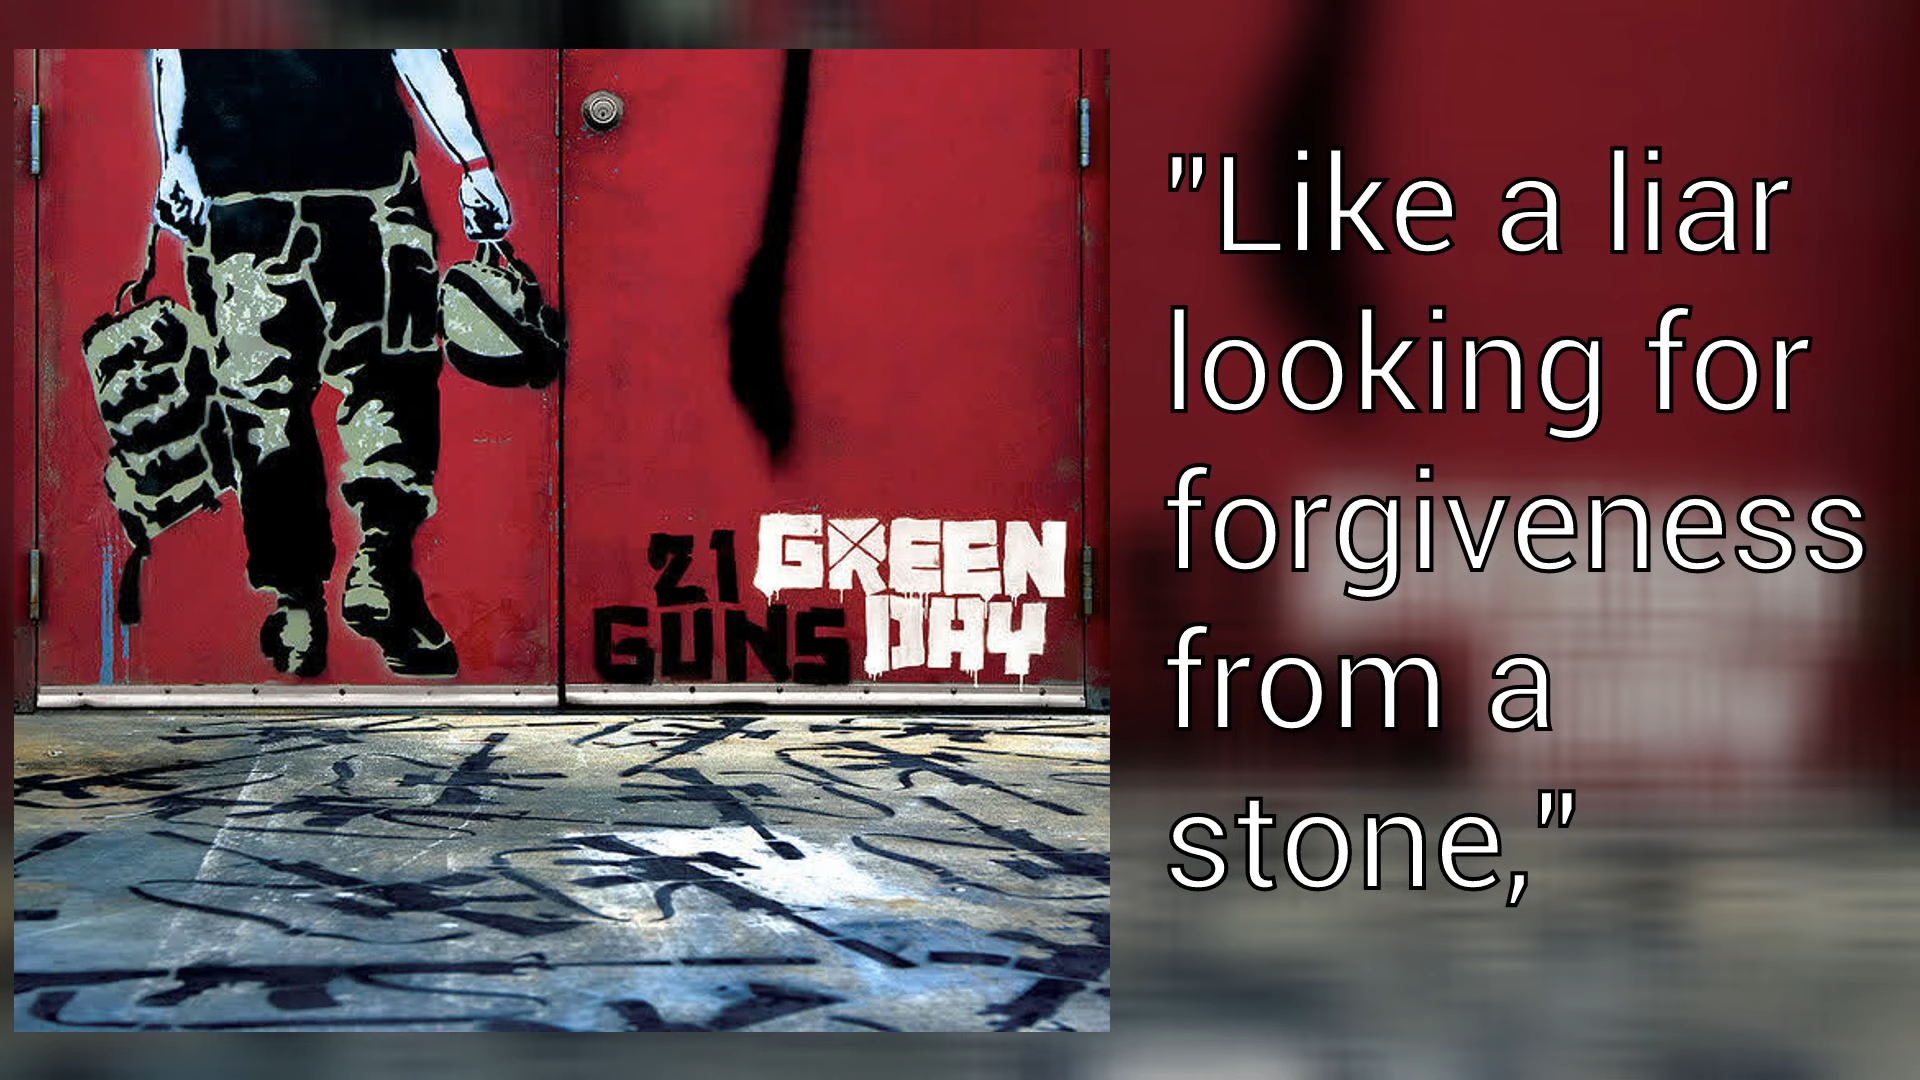 21 GREEN
GUNS DAY
"Like a liar
looking for
forgiveness
from a
stone,"